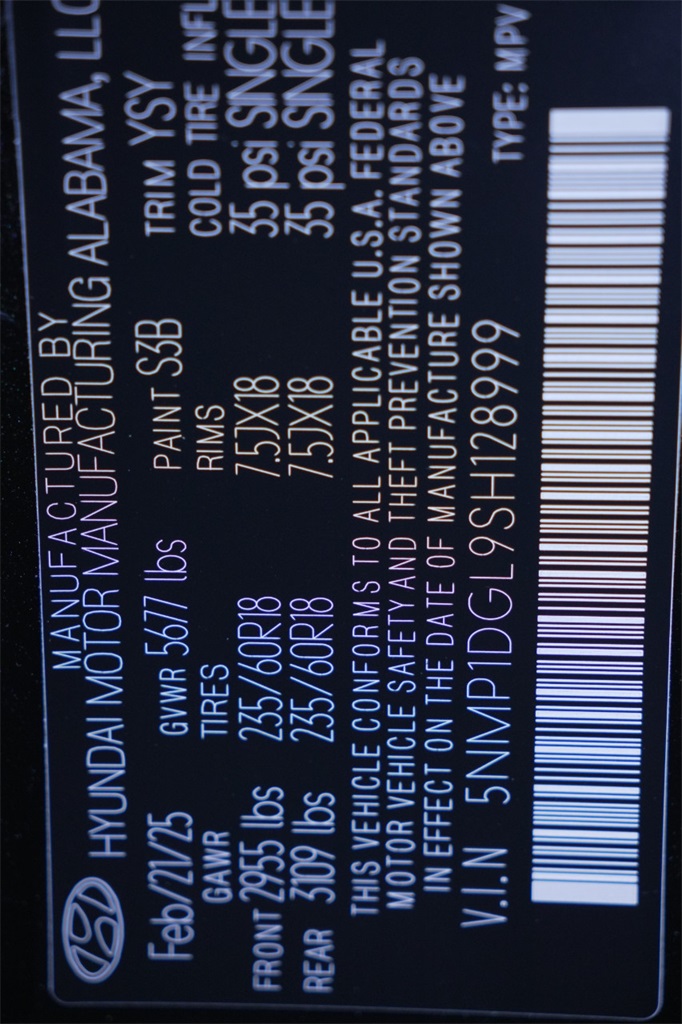 MANUFACTURED BY
HYUNDAI MOTOR MANUFACTURING ALABAMA, LLC
Feb/21/25 GVWR 5677 lbs PAINT S3B TRIM YSY
GAWR TIRES RIMS COLD TIRE INFL
FRONT 2955 lbs 235/60R18 7.5JX18 35 psi SINGLE
REAR 3109 lbs 235/60R18 7.5JX18 35 psi SINGLE
THIS VEHICLE CONFORMS TO ALL APPLICABLE U.S.A. FEDERAL
MOTOR VEHICLE SAFETY AND THEFT PREVENTION STANDARDS
IN EFFECT ON THE DATE OF MANUFACTURE SHOWN ABOVE
V.I.N 5NMP1DGL9SH128999 TYPE: MPV